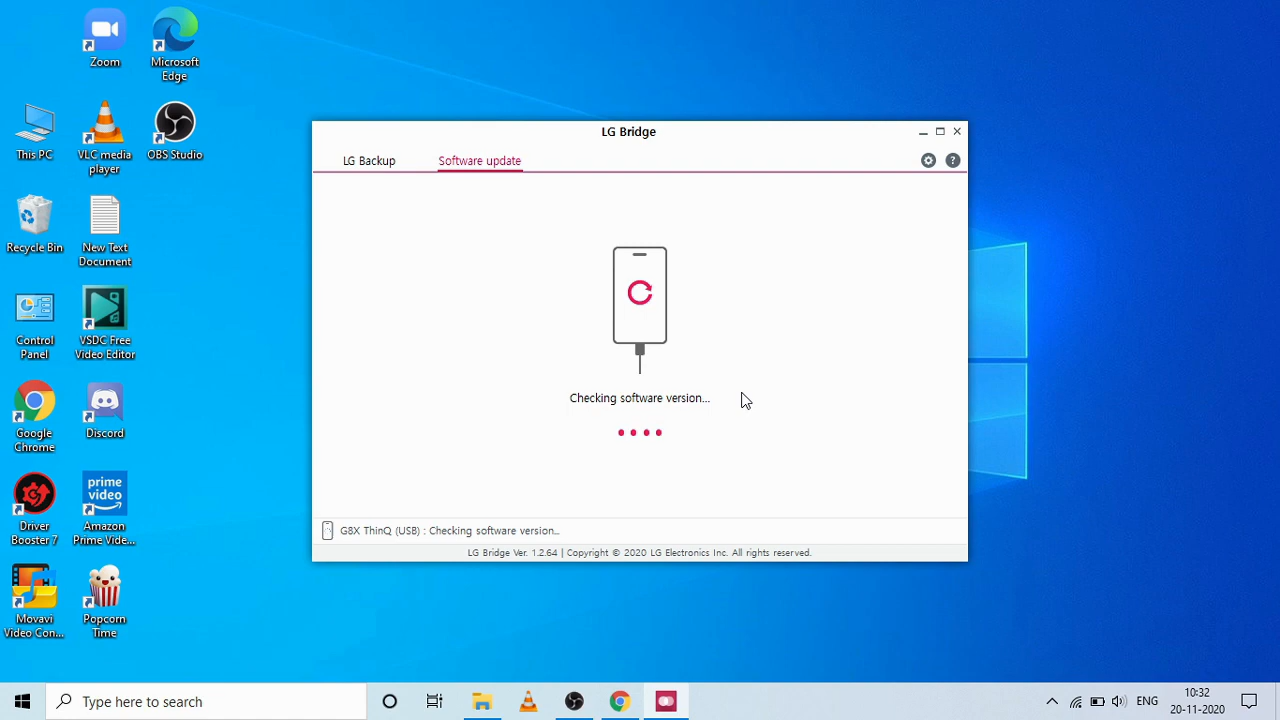 Zoom
Microsoft
Edge
This PC
VLC media
player
OBS Studio
Recycle Bin
New Text
Document
Control
Panel
VSDC Free
Video Editor
Google
Chrome
Discord
Driver
Booster 7
prime
video
Amazon
Prime Vide...
Movavi
Video Con...
Popcorn
Time
LG Bridge
LG Backup
Software update
?
Checking software version...
G8X ThinQ (USB) : Checking software version...
LG Bridge Ver. 1.2.64 | Copyright © 2020 LG Electronics Inc. All rights reserved.
Type here to search
ENG
10:32
20-11-2020